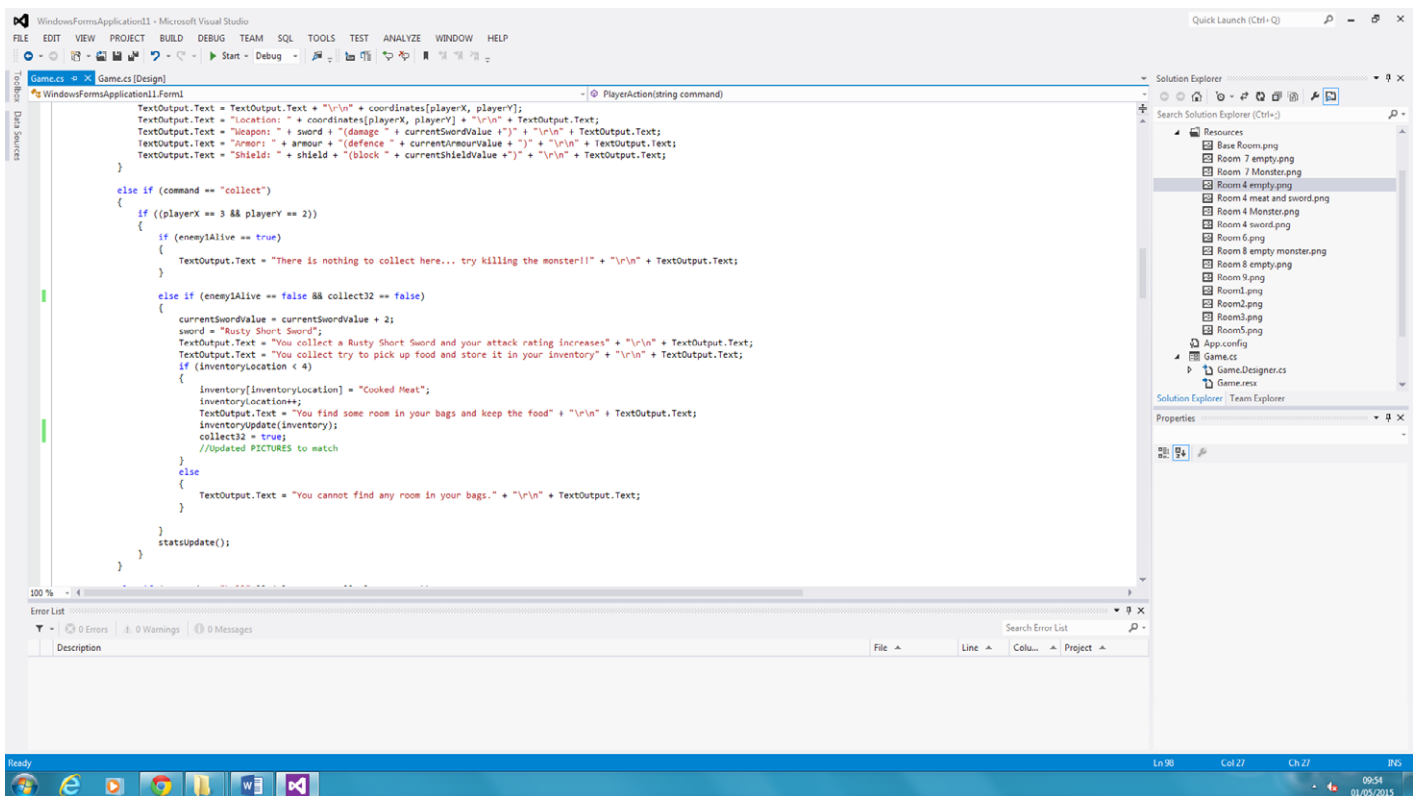 WindowsFormsApplication11 - Microsoft Visual Studio
Quick Launch (Ctrl+Q)
FILE EDIT VIEW PROJECT BUILD DEBUG TEAM SQL TOOLS TEST ANALYZE WINDOW HELP
Start - Debug
Toolbox
Data Sources
Game.cs Game.cs [Design]
WindowsFormsApplication11.Form1
PlayerAction(string command)
TextOutput.Text = TextOutput.Text + "\r\n" + coordinates[playerX, playerY];
TextOutput.Text = "Location: " + coordinates[playerX, playerY] + "\r\n" + TextOutput.Text;
TextOutput.Text = "Weapon: " + sword + "(damage " + currentSwordValue +")" + "\r\n" + TextOutput.Text;
TextOutput.Text = "Armor: " + armour + "(defence " + currentArmourValue + ")" + "\r\n" + TextOutput.Text;
TextOutput.Text = "Shield: " + shield + "(block " + currentShieldValue +")" + "\r\n" + TextOutput.Text;
}
else if (command == "collect")
{
if ((playerX == 3 && playerY == 2))
{
if (enemy1Alive == true)
{
TextOutput.Text = "There is nothing to collect here... try killing the monster!!" + "\r\n" + TextOutput.Text;
}
else if (enemy1Alive == false && collect32 == false)
{
currentSwordValue = currentSwordValue + 2;
sword = "Rusty Short Sword";
TextOutput.Text = "You collect a Rusty Short Sword and your attack rating increases" + "\r\n" + TextOutput.Text;
TextOutput.Text = "You collect try to pick up food and store it in your inventory" + "\r\n" + TextOutput.Text;
if (inventoryLocation < 4)
{
inventory[inventoryLocation] = "Cooked Meat";
inventoryLocation++;
TextOutput.Text = "You find some room in your bags and keep the food" + "\r\n" + TextOutput.Text;
inventoryUpdate(inventory);
collect32 = true;
//Updated PICTURES to match
}
else
{
TextOutput.Text = "You cannot find any room in your bags." + "\r\n" + TextOutput.Text;
}
}
statsUpdate();
}
}
100 %
Error List
0 Errors 0 Warnings 0 Messages
Search Error List
Description File Line Colu... Project
Solution Explorer
Search Solution Explorer (Ctrl+;)
Resources
Base Room.png
Room 7 empty.png
Room 7 Monster.png
Room 4 empty.png
Room 4 meat and sword.png
Room 4 Monster.png
Room 4 sword.png
Room 6.png
Room 8 empty monster.png
Room 8 empty.png
Room 9.png
Room1.png
Room2.png
Room3.png
Room5.png
App.config
Game.cs
Game.Designer.cs
Game.resx
Solution Explorer Team Explorer
Properties
Ready
Ln 98 Col 27 Ch 27 INS
09:54
01/05/2015